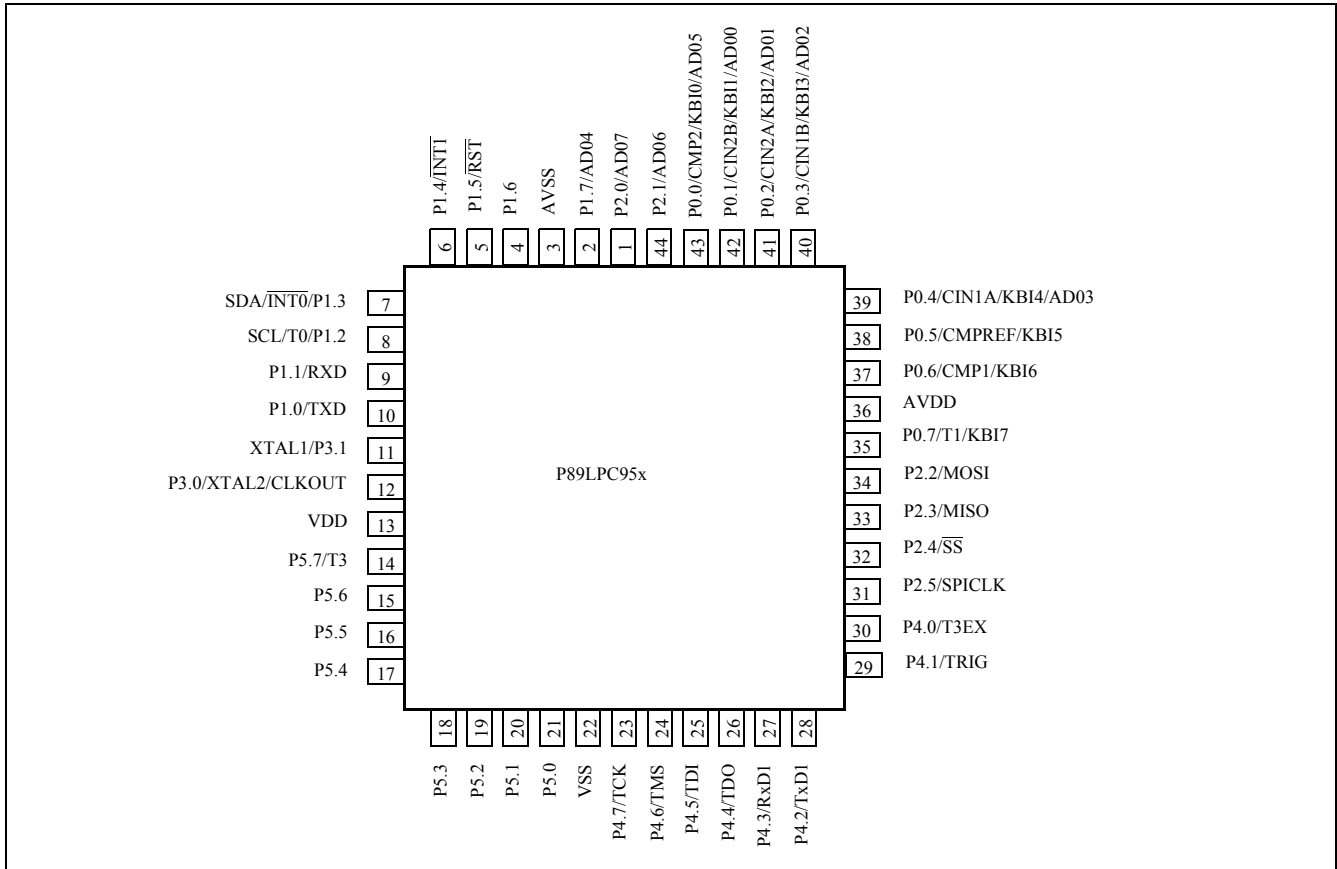 P1.4/INT1
P1.5/RST
P1.6
AVSS
P1.7/AD04
P2.0/AD07
P2.1/AD06
P0.0/CMP2/KBI0/AD05
P0.1/CIN2B/KBI1/AD00
P0.2/CIN2A/KBI2/AD01
P0.3/CIN1B/KBI3/AD02
6
5
4
3
2
1
44
43
42
41
40
SDA/INT0/P1.3
7
SCL/T0/P1.2
8
P1.1/RXD
9
P1.0/TXD
10
XTAL1/P3.1
11
P3.0/XTAL2/CLKOUT
12
VDD
13
P5.7/T3
14
P5.6
15
P5.5
16
P5.4
17
P89LPC95x
39
P0.4/CIN1A/KBI4/AD03
38
P0.5/CMPREF/KBI5
37
P0.6/CMP1/KBI6
36
AVDD
35
P0.7/T1/KBI7
34
P2.2/MOSI
33
P2.3/MISO
32
P2.4/SS
31
P2.5/SPICLK
30
P4.0/T3EX
29
P4.1/TRIG
18
19
20
21
22
23
24
25
26
27
28
P5.3
P5.2
P5.1
P5.0
VSS
P4.7/TCK
P4.6/TMS
P4.5/TDI
P4.4/TDO
P4.3/RxD1
P4.2/TxD1